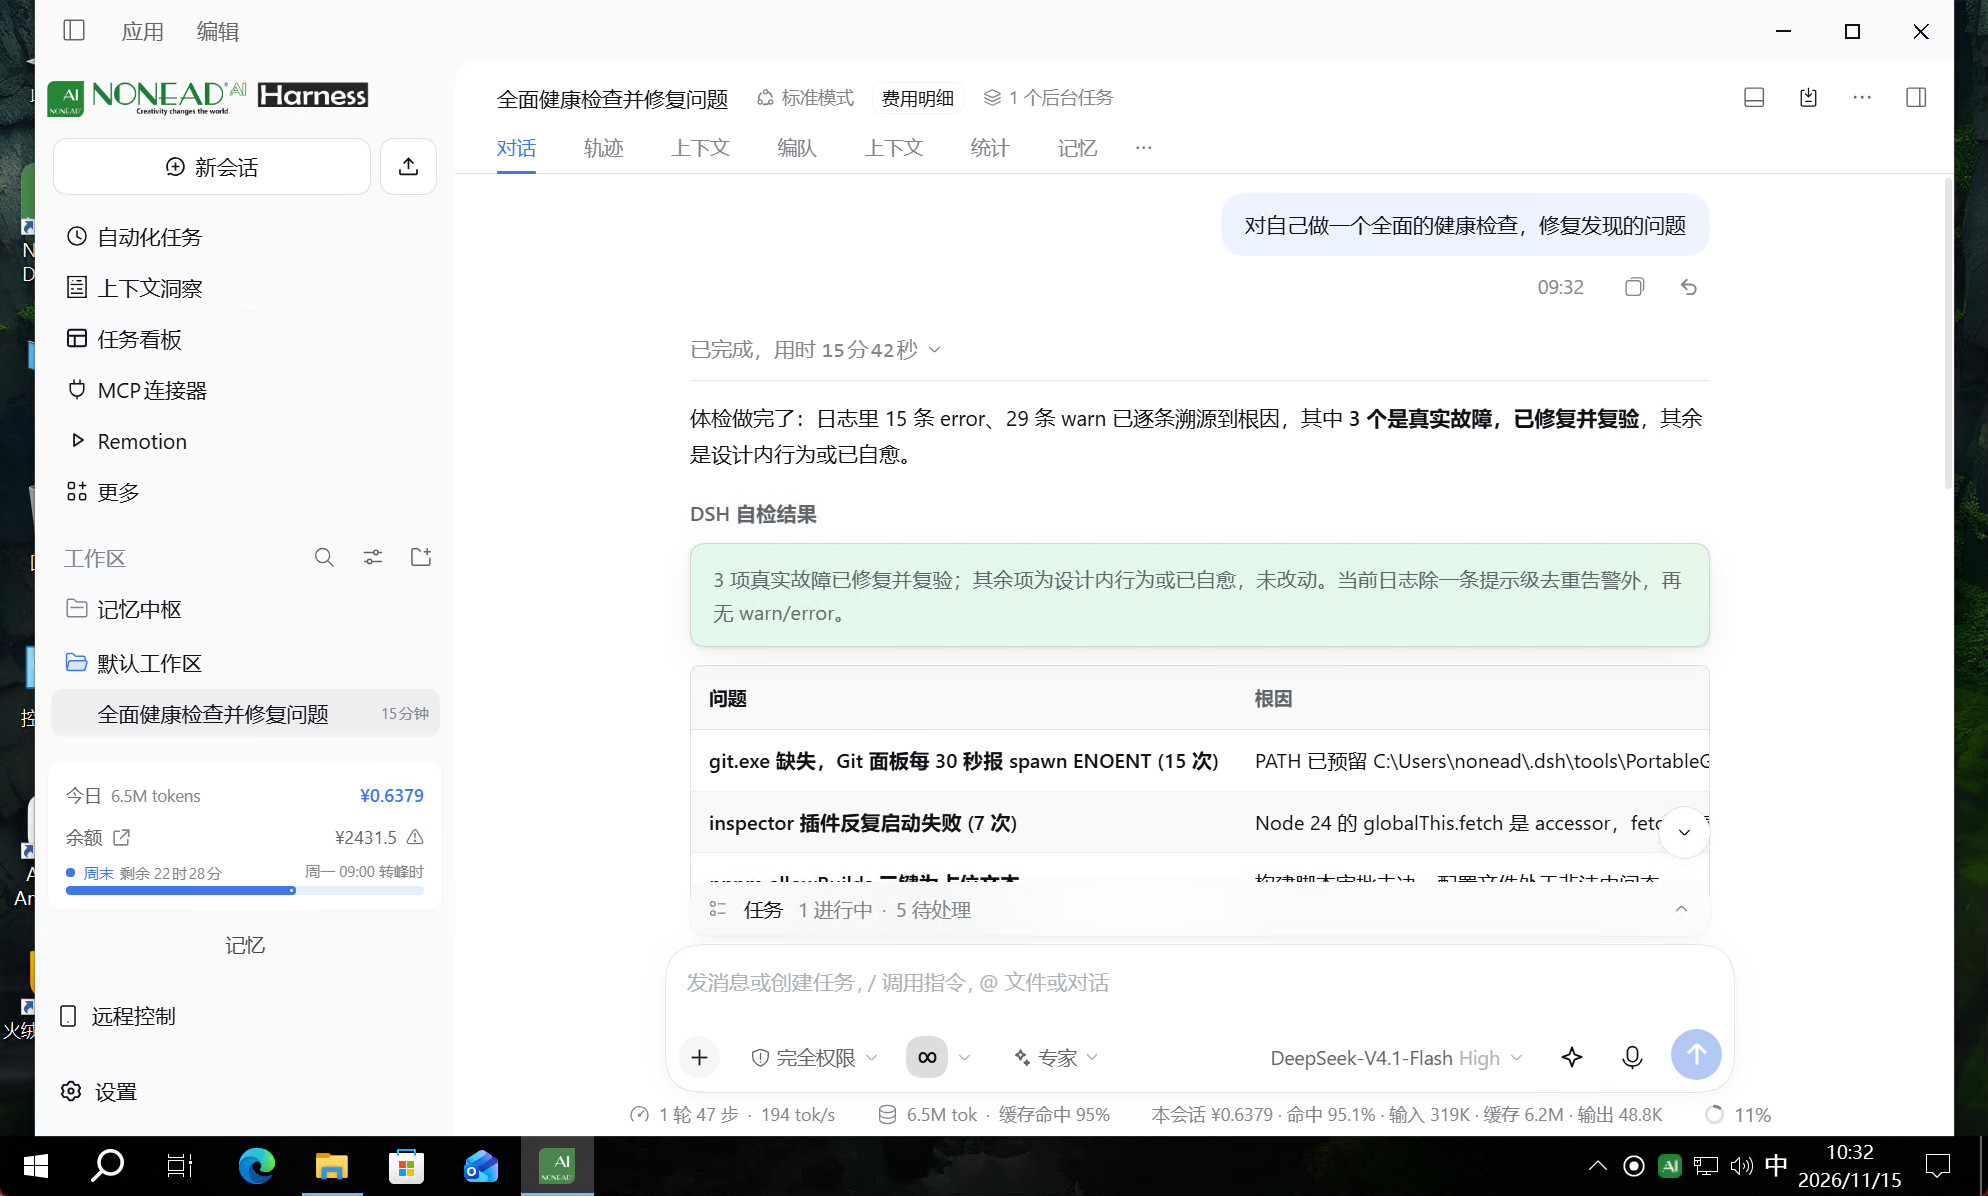 应用 编辑
AI NONEAD NONEAD® AI Harness
Creativity changes the world
新会话
自动化任务
上下文洞察
任务看板
MCP连接器
Remotion
更多
工作区
记忆中枢
默认工作区
全面健康检查并修复问题 15分钟
今日 6.5M tokens ¥0.6379
余额 ¥2431.5
周末 剩余 22时28分 周一 09:00 转峰时
记忆
远程控制
设置
全面健康检查并修复问题 标准模式 费用明细 1 个后台任务
对话 轨迹 上下文 编队 上下文 统计 记忆 ···
对自己做一个全面的健康检查，修复发现的问题
09:32
已完成，用时 15分42秒
体检做完了：日志里 15 条 error、29 条 warn 已逐条溯源到根因，其中 3 个是真实故障，已修复并复验，其余
是设计内行为或已自愈。
DSH 自检结果
3 项真实故障已修复并复验；其余项为设计内行为或已自愈，未改动。当前日志除一条提示级去重告警外，再
无 warn/error。
问题 根因
git.exe 缺失，Git 面板每 30 秒报 spawn ENOENT (15 次) PATH 已预留 C:\Users\nonead\.dsh\tools\PortableG
inspector 插件反复启动失败 (7 次) Node 24 的 globalThis.fetch 是 accessor，fetc
任务 1 进行中 · 5 待处理
发消息或创建任务, / 调用指令, @ 文件或对话
完全权限 专家 DeepSeek-V4.1-Flash High
1 轮 47 步 · 194 tok/s 6.5M tok · 缓存命中 95% 本会话 ¥0.6379 · 命中 95.1% · 输入 319K · 缓存 6.2M · 输出 48.8K 11%
N
D
控
A
An
火绒
AI NONEAD
AI 中 10:32
2026/11/15